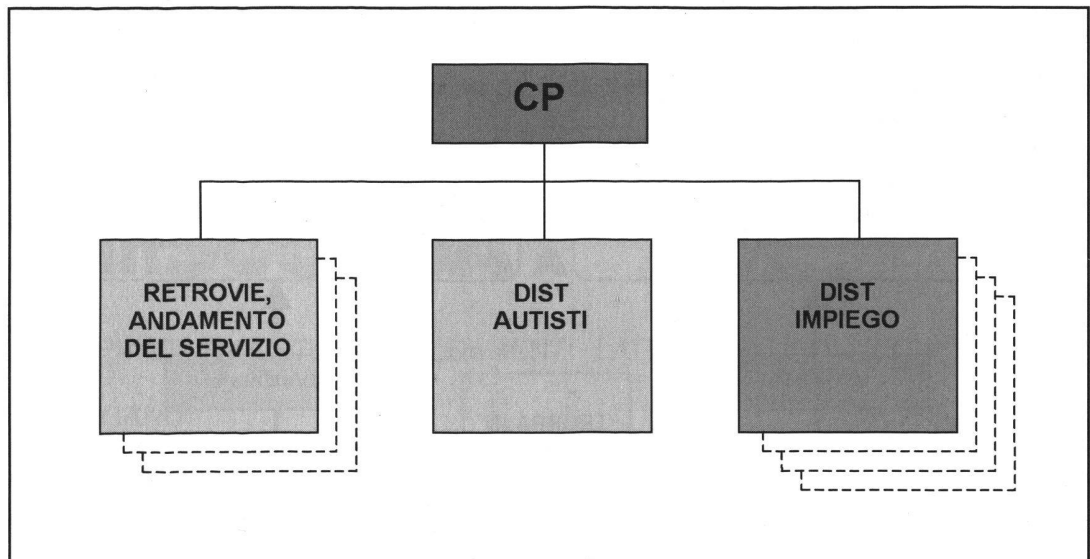 CP
RETROVIE,
ANDAMENTO
DEL SERVIZIO
DIST
AUTISTI
DIST
IMPIEGO